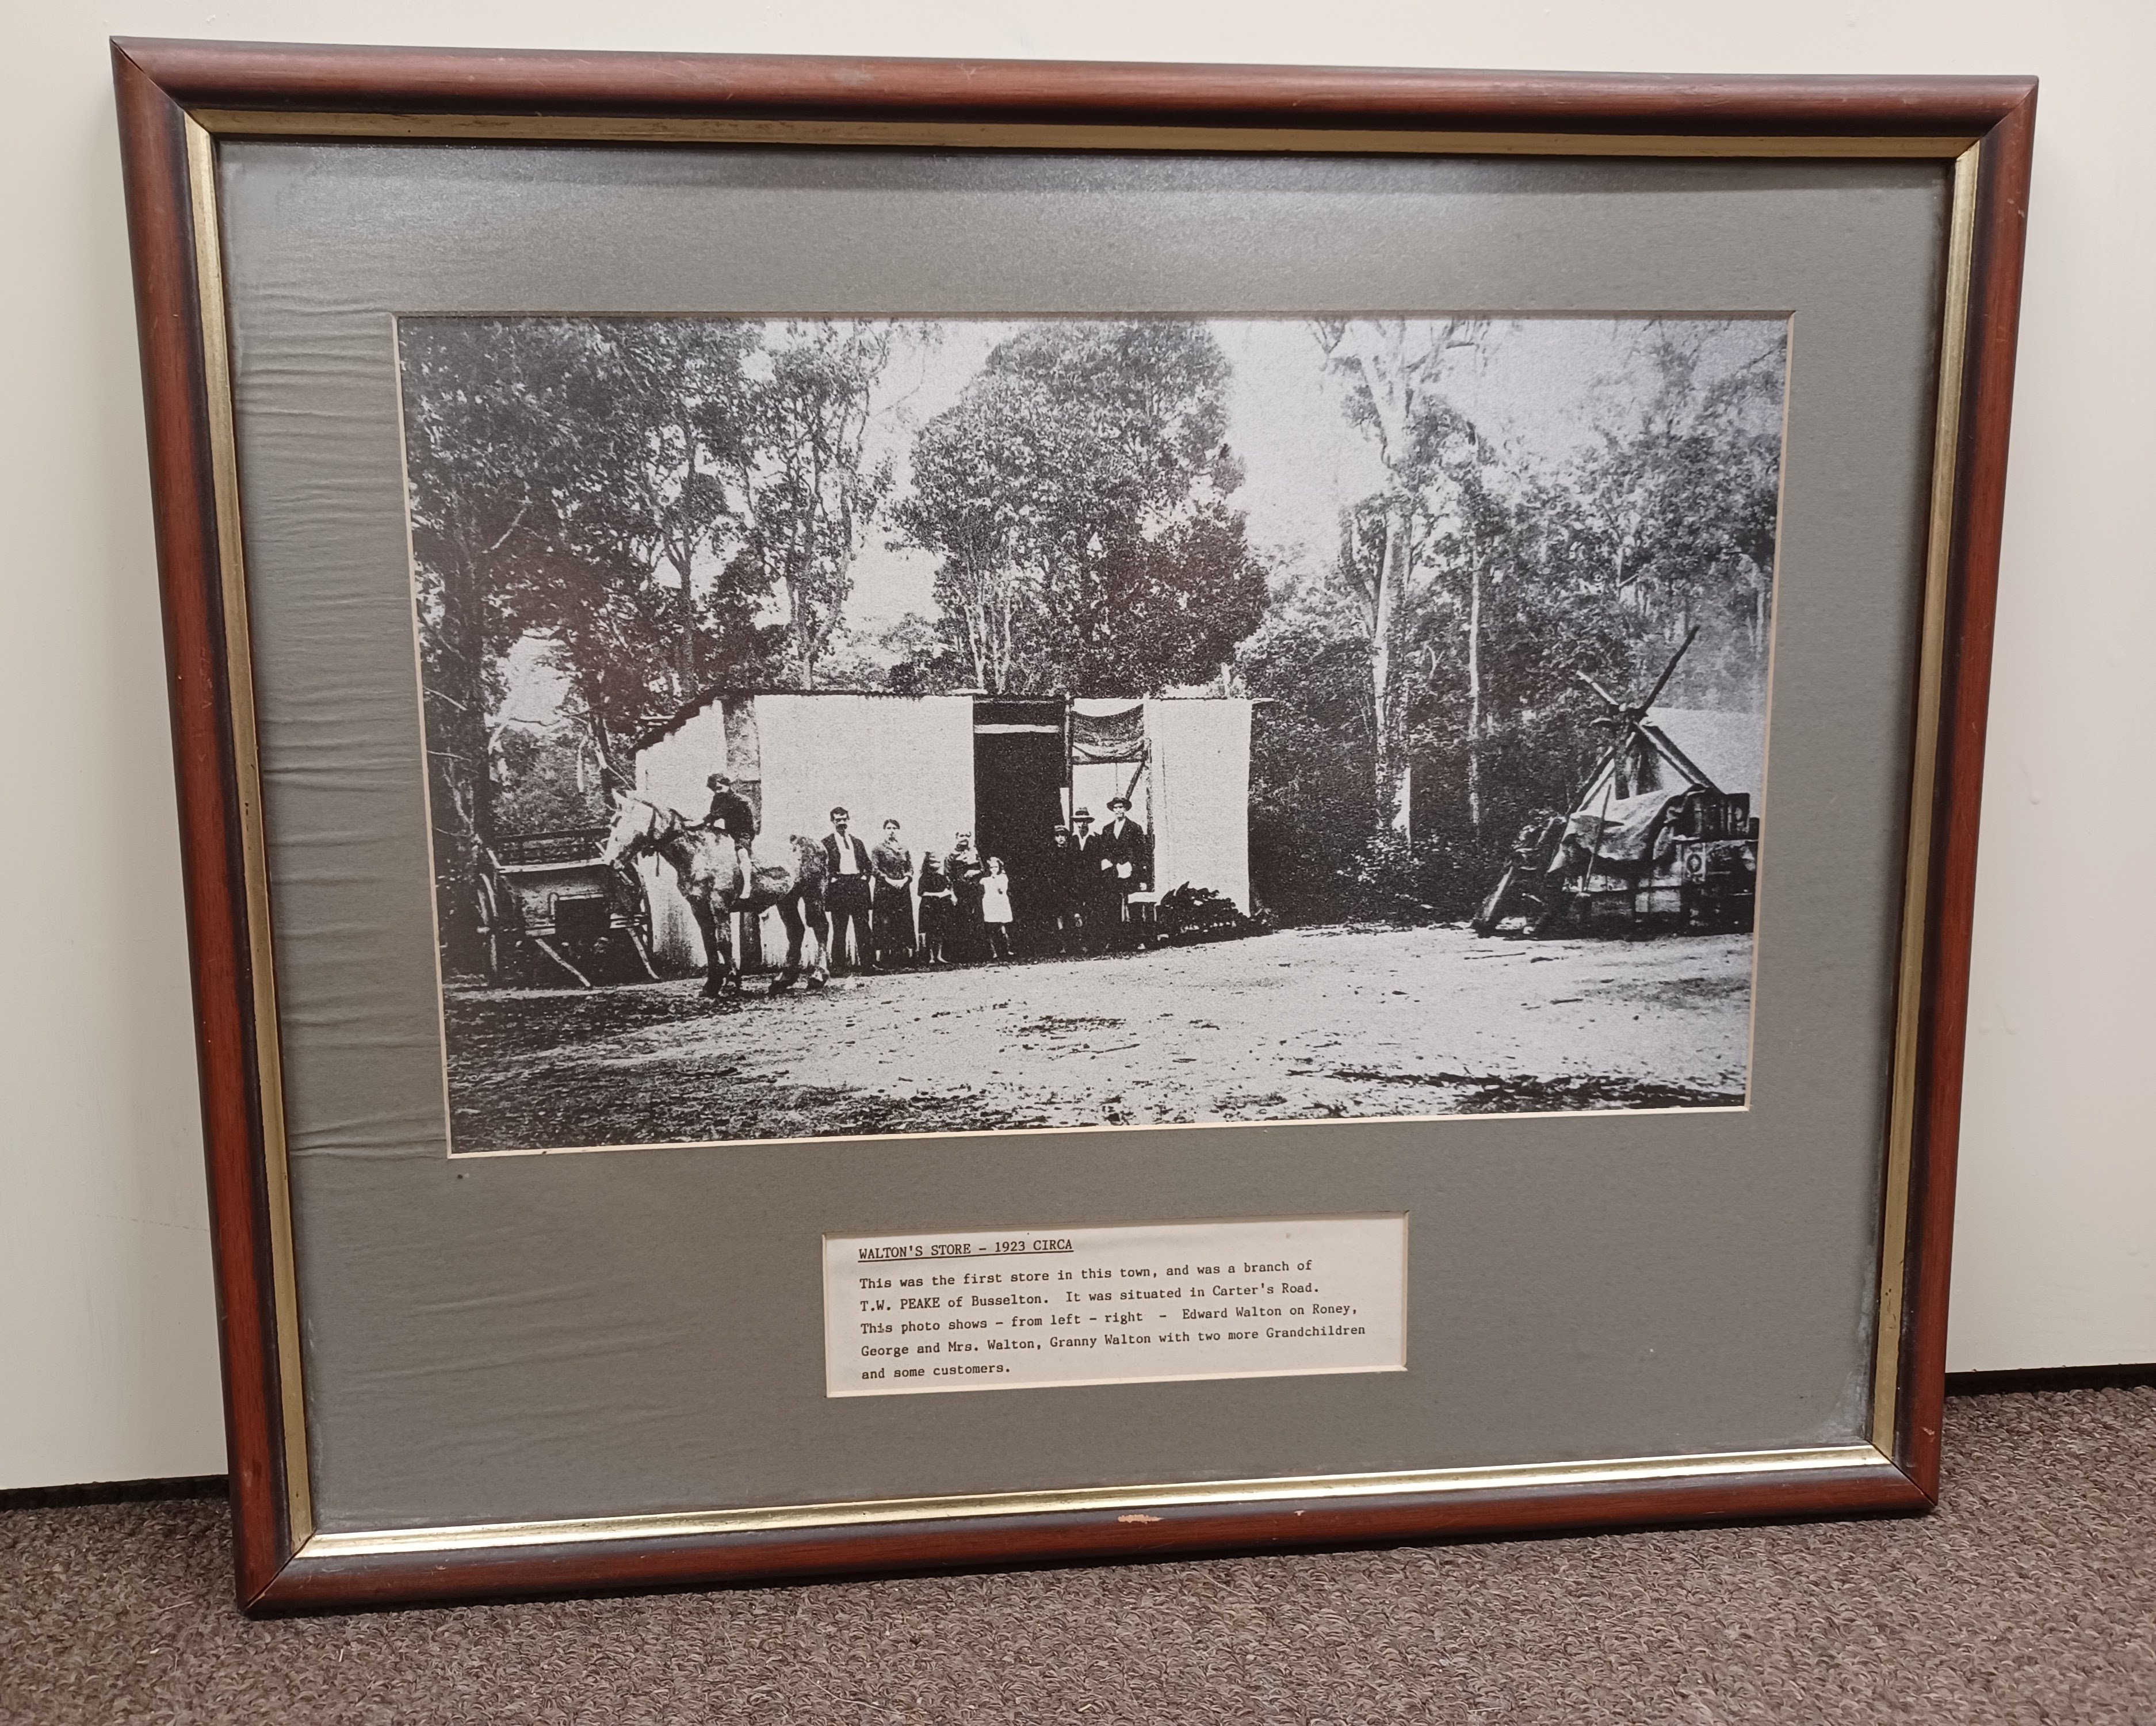 WALTON'S STORE - 1923 CIRCA
This was the first store in this town, and was a branch of
T.W. PEAKE of Busselton. It was situated in Carter's Road.
This photo shows - from left - right - Edward Walton on Roney,
George and Mrs. Walton, Granny Walton with two more Grandchildren
and some customers.